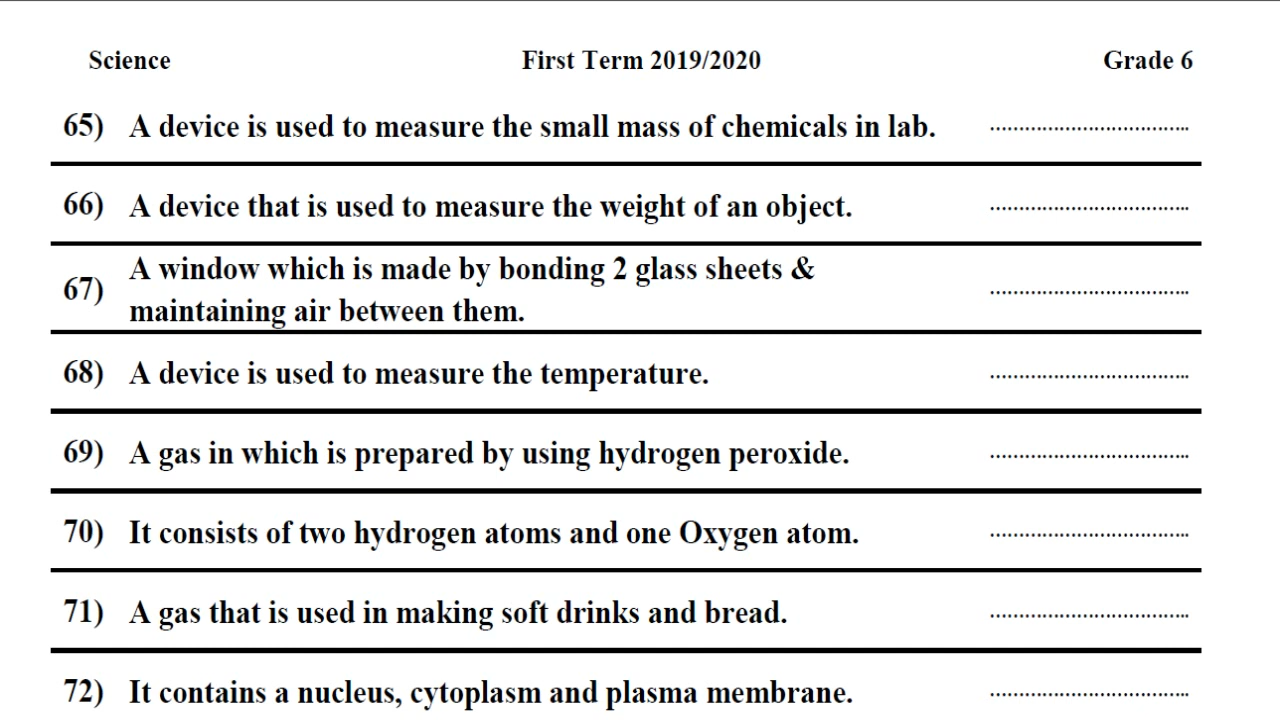 Science First Term 2019/2020 Grade 6
65) A device is used to measure the small mass of chemicals in lab. ......................................
66) A device that is used to measure the weight of an object. ......................................
67) A window which is made by bonding 2 glass sheets &
maintaining air between them. ......................................
68) A device is used to measure the temperature. ......................................
69) A gas in which is prepared by using hydrogen peroxide. ......................................
70) It consists of two hydrogen atoms and one Oxygen atom. ......................................
71) A gas that is used in making soft drinks and bread. ......................................
72) It contains a nucleus, cytoplasm and plasma membrane. ......................................